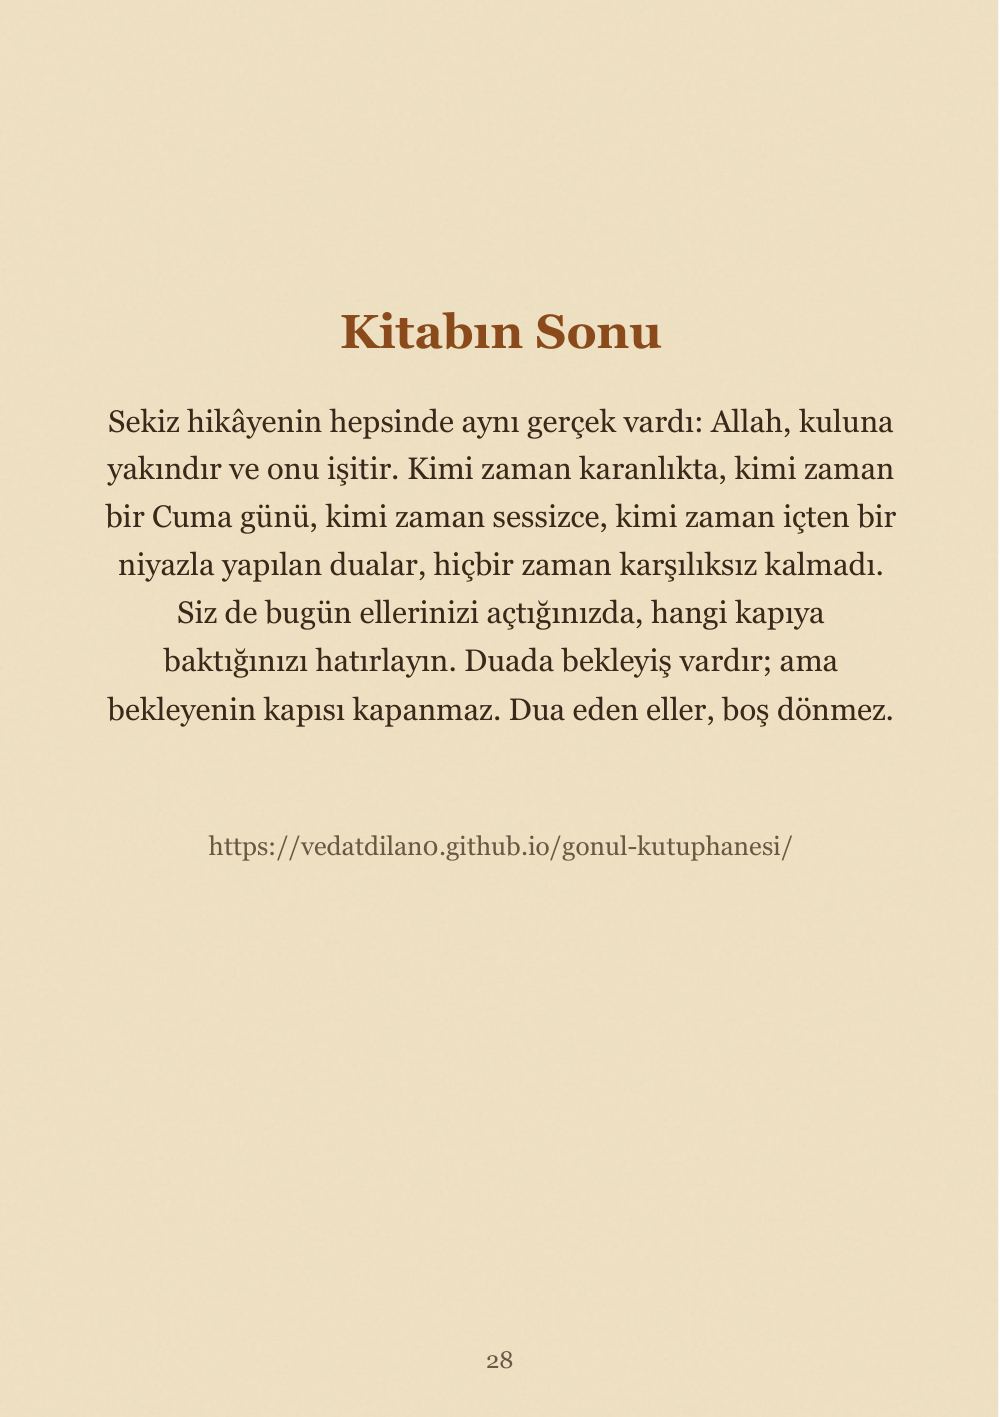 Kitabın Sonu
Sekiz hikâyenin hepsinde aynı gerçek vardı: Allah, kuluna
yakındır ve onu işitir. Kimi zaman karanlıkta, kimi zaman
bir Cuma günü, kimi zaman sessizce, kimi zaman içten bir
niyazla yapılan dualar, hiçbir zaman karşılıksız kalmadı.
Siz de bugün ellerinizi açtığınızda, hangi kapıya
baktığınızı hatırlayın. Duada bekleyiş vardır; ama
bekleyenin kapısı kapanmaz. Dua eden eller, boş dönmez.
https://vedatdilan0.github.io/gonul-kutuphanesi/
28